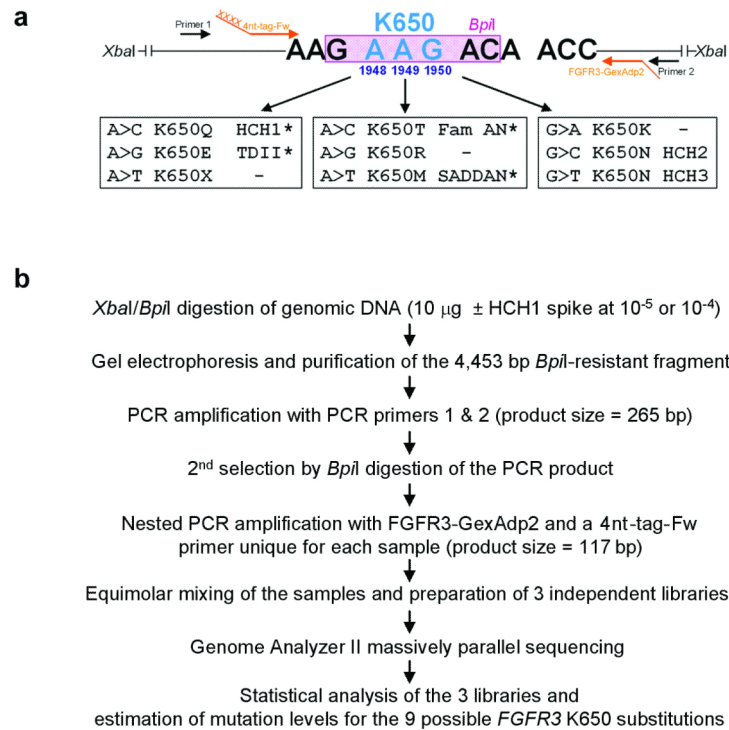 a
K650
BpiI
XXXX 4nt-tag-Fw
Primer 1
XbaI
AAG AAG ACA ACC
XbaI
1948 1949 1950
FGFR3-GexAdp2
Primer 2
A>C K650Q HCH1*
A>G K650E TDII*
A>T K650X -
A>C K650T Fam AN*
A>G K650R -
A>T K650M SADDAN*
G>A K650K -
G>C K650N HCH2
G>T K650N HCH3
b
XbaI/BpiI digestion of genomic DNA (10 µg ± HCH1 spike at 10⁻⁵ or 10⁻⁴)
Gel electrophoresis and purification of the 4,453 bp BpiI-resistant fragment
PCR amplification with PCR primers 1 & 2 (product size = 265 bp)
2ⁿᵈ selection by BpiI digestion of the PCR product
Nested PCR amplification with FGFR3-GexAdp2 and a 4nt-tag-Fw
primer unique for each sample (product size = 117 bp)
Equimolar mixing of the samples and preparation of 3 independent libraries
Genome Analyzer II massively parallel sequencing
Statistical analysis of the 3 libraries and
estimation of mutation levels for the 9 possible FGFR3 K650 substitutions